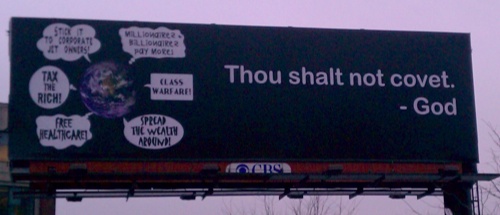 STICK IT
TO CORPORATE
JET OWNERS!
MILLIONAIRES +
BILLIONAIRES
PAY MORE!
TAX
THE
RICH!
CLASS
WARFARE!
FREE
HEALTHCARE!
SPREAD
THE WEALTH
AROUND!
Thou shalt not covet.
- God
CBS